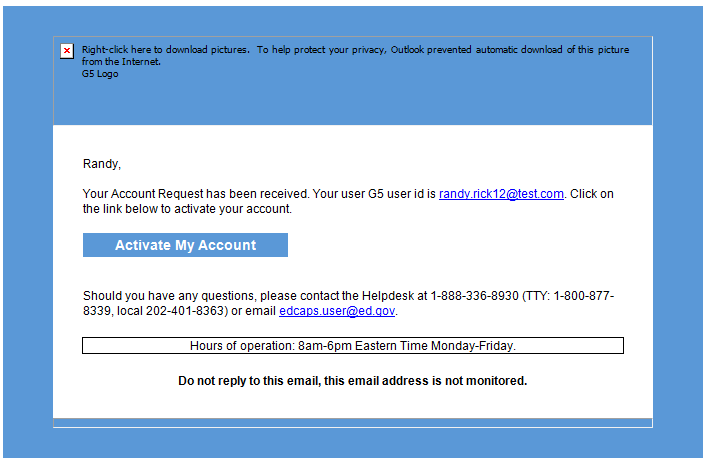 Right-click here to download pictures. To help protect your privacy, Outlook prevented automatic download of this picture
from the Internet.
G5 Logo
Randy,
Your Account Request has been received. Your user G5 user id is randy.rick12@test.com. Click on
the link below to activate your account.
Activate My Account
Should you have any questions, please contact the Helpdesk at 1-888-336-8930 (TTY: 1-800-877-
8339, local 202-401-8363) or email edcaps.user@ed.gov.
Hours of operation: 8am-6pm Eastern Time Monday-Friday.
Do not reply to this email, this email address is not monitored.